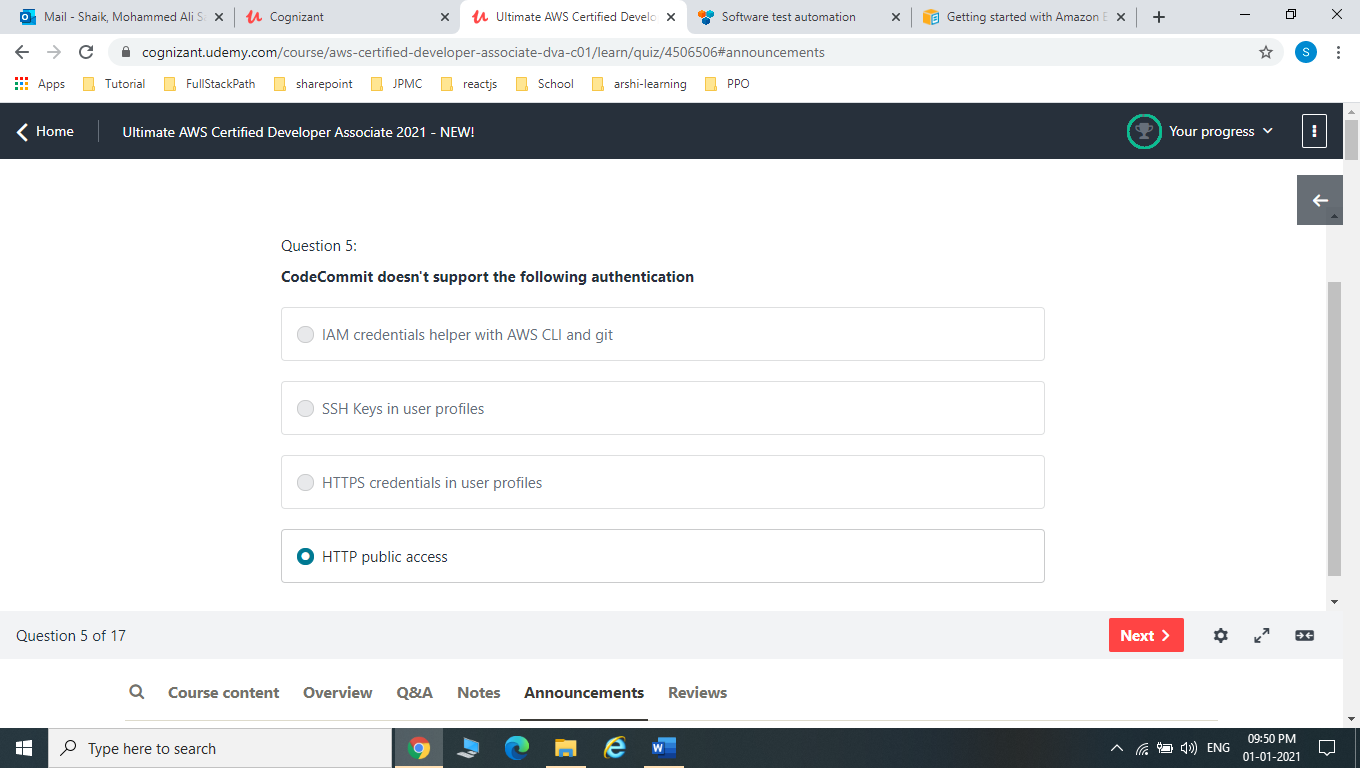 Mail - Shaik, Mohammed Ali S
Cognizant
Ultimate AWS Certified Develo
Software test automation
Getting started with Amazon E
cognizant.udemy.com/course/aws-certified-developer-associate-dva-c01/learn/quiz/4506506#announcements
S
Apps Tutorial FullStackPath sharepoint JPMC reactjs School arshi-learning PPO
Home Ultimate AWS Certified Developer Associate 2021 - NEW! Your progress
Question 5:
CodeCommit doesn't support the following authentication
IAM credentials helper with AWS CLI and git
SSH Keys in user profiles
HTTPS credentials in user profiles
HTTP public access
Question 5 of 17 Next
Course content Overview Q&A Notes Announcements Reviews
Type here to search
ENG
09:50 PM
01-01-2021